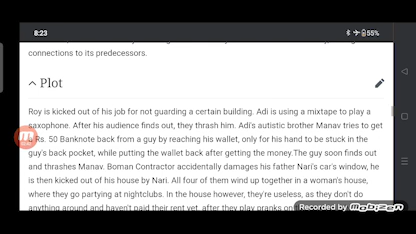 8:23
55%
connections to its predecessors.
Plot
Roy is kicked out of his job for not guarding a certain building. Adi is using a mixtape to play a
saxophone. After his audience finds out, they thrash him. Adi's autistic brother Manav tries to get
Rs. 50 Banknote back from a guy by reaching his wallet, only for his hand to be stuck in the
guy's back pocket, while putting the wallet back after getting the money.The guy soon finds out
and thrashes Manav. Boman Contractor accidentally damages his father Nari's car's window, he
is then kicked out of his house by Nari. All four of them wind up together in a woman's house,
where they go partying at nightclubs. In the house however, they're useless, as they don't do
anything around and haven't paid their rent yet. after they play pranks on
Recorded by Mobizen